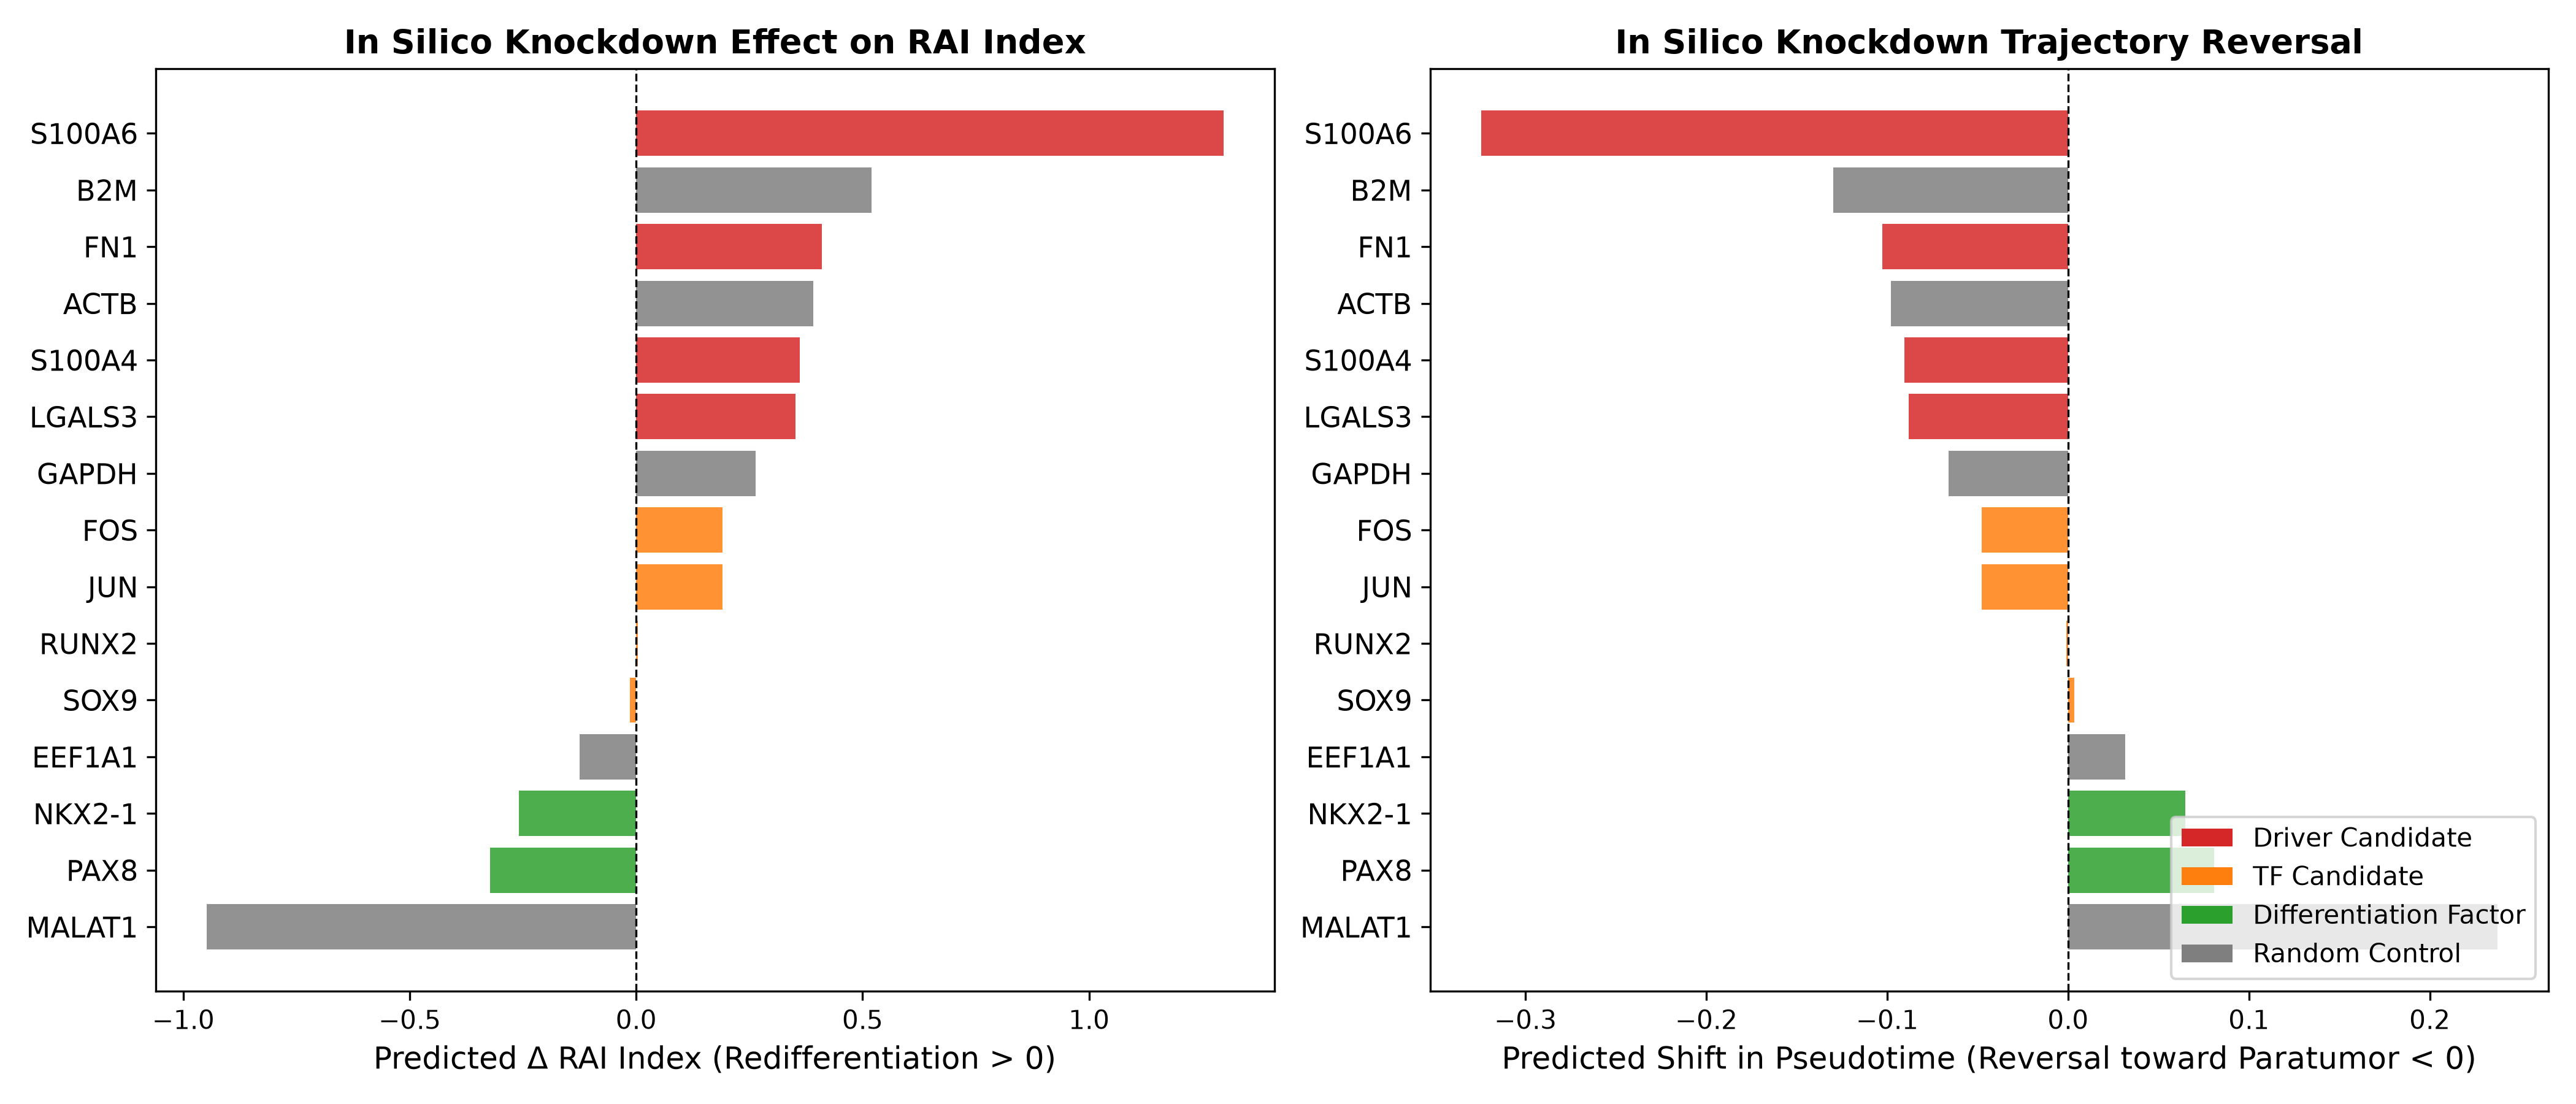 In Silico Knockdown Effect on RAI Index
S100A6
B2M
FN1
ACTB
S100A4
LGALS3
GAPDH
FOS
JUN
RUNX2
SOX9
EEF1A1
NKX2-1
PAX8
MALAT1
−1.0 −0.5 0.0 0.5 1.0
Predicted Δ RAI Index (Redifferentiation > 0)
In Silico Knockdown Trajectory Reversal
S100A6
B2M
FN1
ACTB
S100A4
LGALS3
GAPDH
FOS
JUN
RUNX2
SOX9
EEF1A1
NKX2-1
PAX8
MALAT1
Driver Candidate
TF Candidate
Differentiation Factor
Random Control
−0.3 −0.2 −0.1 0.0 0.1 0.2
Predicted Shift in Pseudotime (Reversal toward Paratumor < 0)